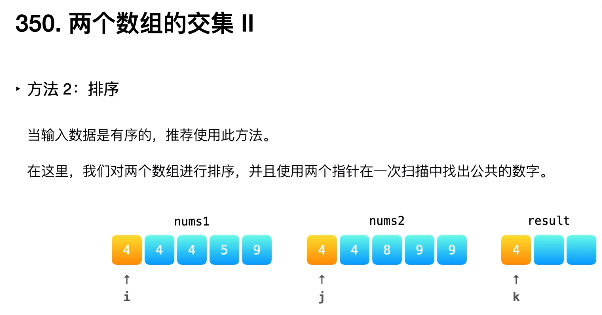 350. 两个数组的交集 II
‣ 方法 2：排序
当输入数据是有序的，推荐使用此方法。
在这里，我们对两个数组进行排序，并且使用两个指针在一次扫描中找出公共的数字。
nums1 nums2 result
4 4 4 5 9 4 4 8 9 9 4
↑ ↑ ↑
i j k